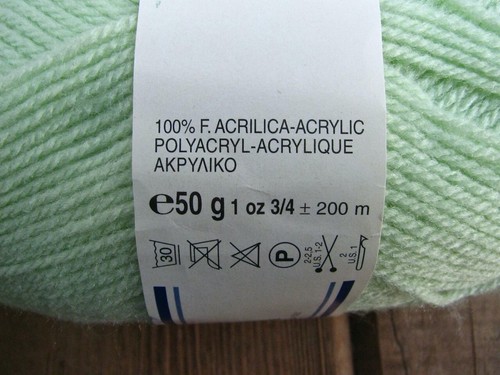 100% F. ACRILICA-ACRYLIC
POLYACRYL-ACRYLIQUE
ΑΚΡΥΛΙΚΟ
℮50 g 1 oz 3/4 ± 200 m
30 P 2-2,5 U.S. 1-2 2 U.S. 1